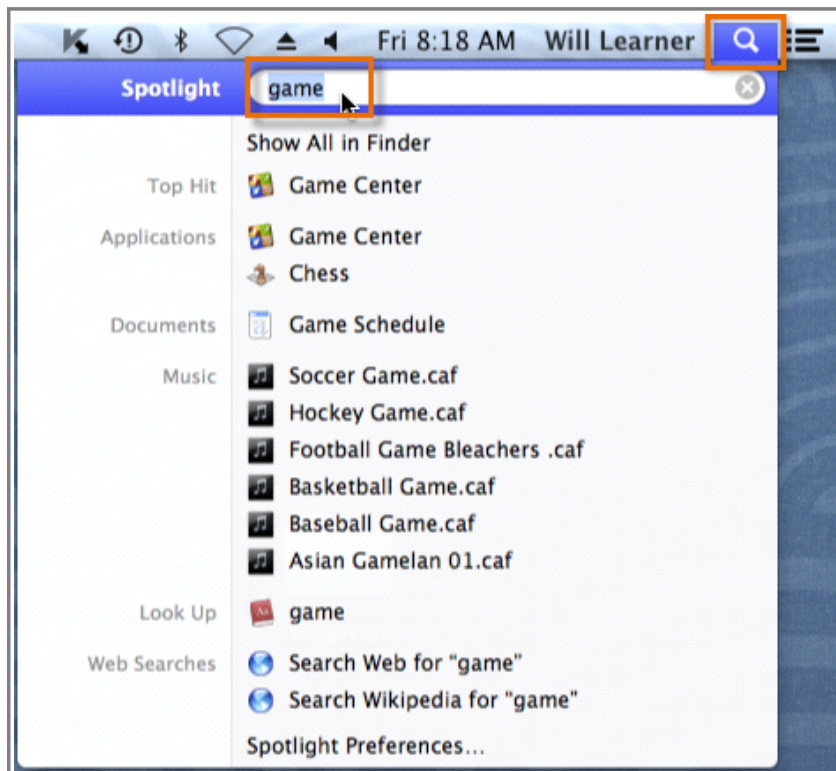 Fri 8:18 AM Will Learner
Spotlight game
Show All in Finder
Top Hit Game Center
Applications Game Center
Chess
Documents Game Schedule
Music Soccer Game.caf
Hockey Game.caf
Football Game Bleachers .caf
Basketball Game.caf
Baseball Game.caf
Asian Gamelan 01.caf
Look Up game
Web Searches Search Web for "game"
Search Wikipedia for "game"
Spotlight Preferences...